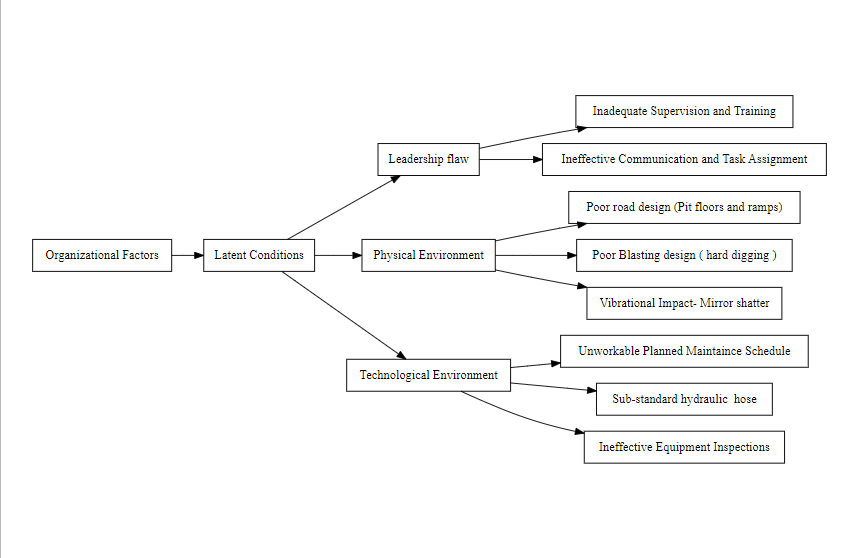 Inadequate Supervision and Training
Leadership flaw
Ineffective Communication and Task Assignment
Poor road design (Pit floors and ramps)
Organizational Factors
Latent Conditions
Physical Environment
Poor Blasting design ( hard digging )
Vibrational Impact- Mirror shatter
Unworkable Planned Maintaince Schedule
Technological Environment
Sub-standard hydraulic  hose
Ineffective Equipment Inspections